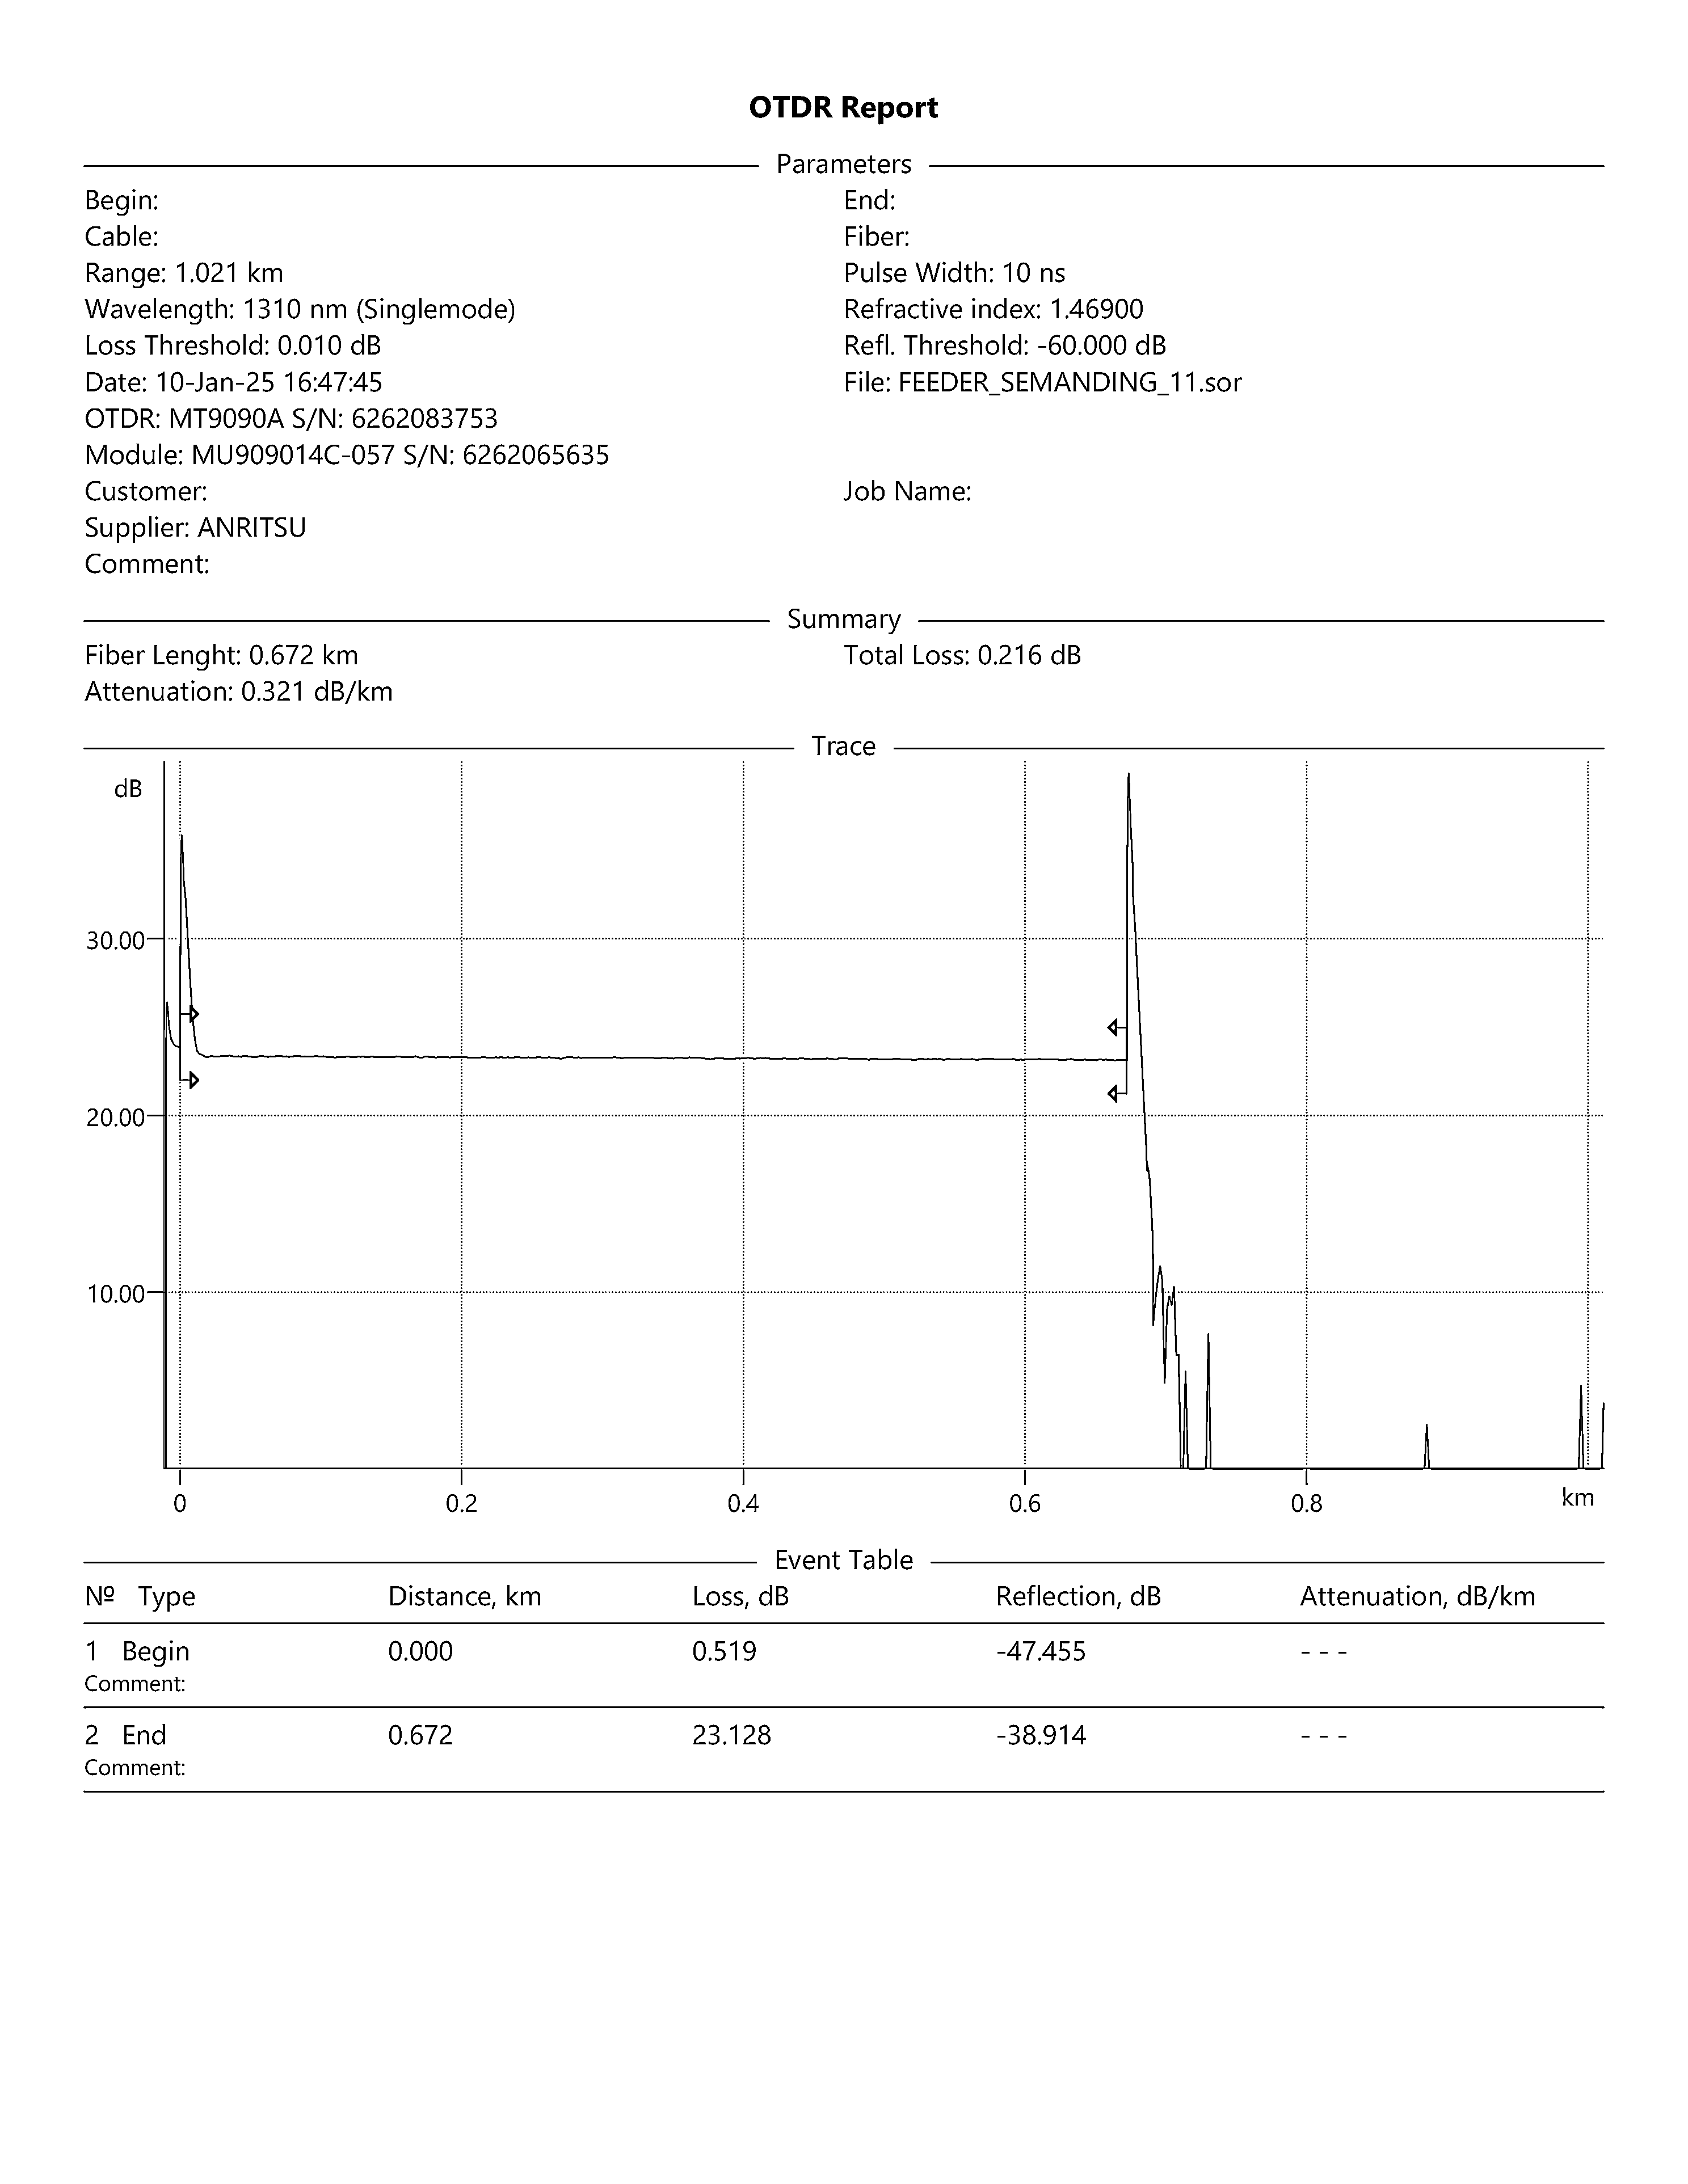 OTDR Report
Parameters
Begin: End:
Cable: Fiber:
Range: 1.021 km Pulse Width: 10 ns
Wavelength: 1310 nm (Singlemode) Refractive index: 1.46900
Loss Threshold: 0.010 dB Refl. Threshold: -60.000 dB
Date: 10-Jan-25 16:47:45 File: FEEDER_SEMANDING_11.sor
OTDR: MT9090A S/N: 6262083753
Module: MU909014C-057 S/N: 6262065635
Customer: Job Name:
Supplier: ANRITSU
Comment:
Summary
Fiber Lenght: 0.672 km Total Loss: 0.216 dB
Attenuation: 0.321 dB/km
Trace
dB
30.00
20.00
10.00
0 0.2 0.4 0.6 0.8 km
Event Table
Nº Type Distance, km Loss, dB Reflection, dB Attenuation, dB/km
1 Begin 0.000 0.519 -47.455 - - -
Comment:
2 End 0.672 23.128 -38.914 - - -
Comment: